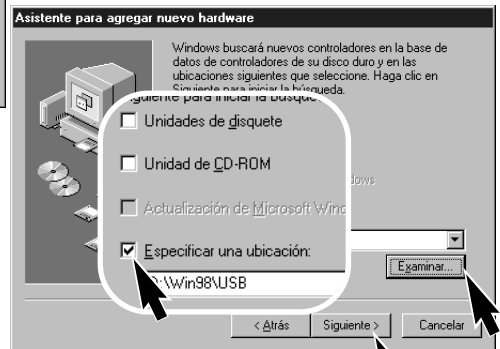 Asistente para agregar nuevo hardware
Windows buscará nuevos controladores en la base de
datos de controladores de su disco duro y en las
ubicaciones siguientes que seleccione. Haga clic en
Siguiente para iniciar la búsqueda.
Unidades de disquete
Unidad de CD-ROM
Actualización de Microsoft Wind
Especificar una ubicación:
:\Win98\USB
Examinar...
< Atrás
Siguiente >
Cancelar